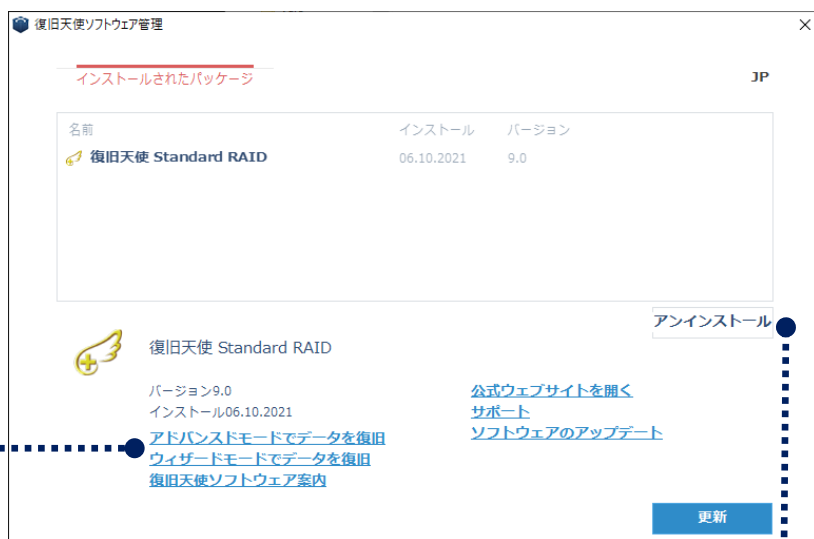 復旧天使ソフトウェア管理
インストールされたパッケージ
JP
名前 インストール バージョン
復旧天使 Standard RAID 06.10.2021 9.0
アンインストール
復旧天使 Standard RAID
バージョン9.0
インストール06.10.2021
アドバンスドモードでデータを復旧
ウィザードモードでデータを復旧
復旧天使ソフトウェア案内
公式ウェブサイトを開く
サポート
ソフトウェアのアップデート
更新